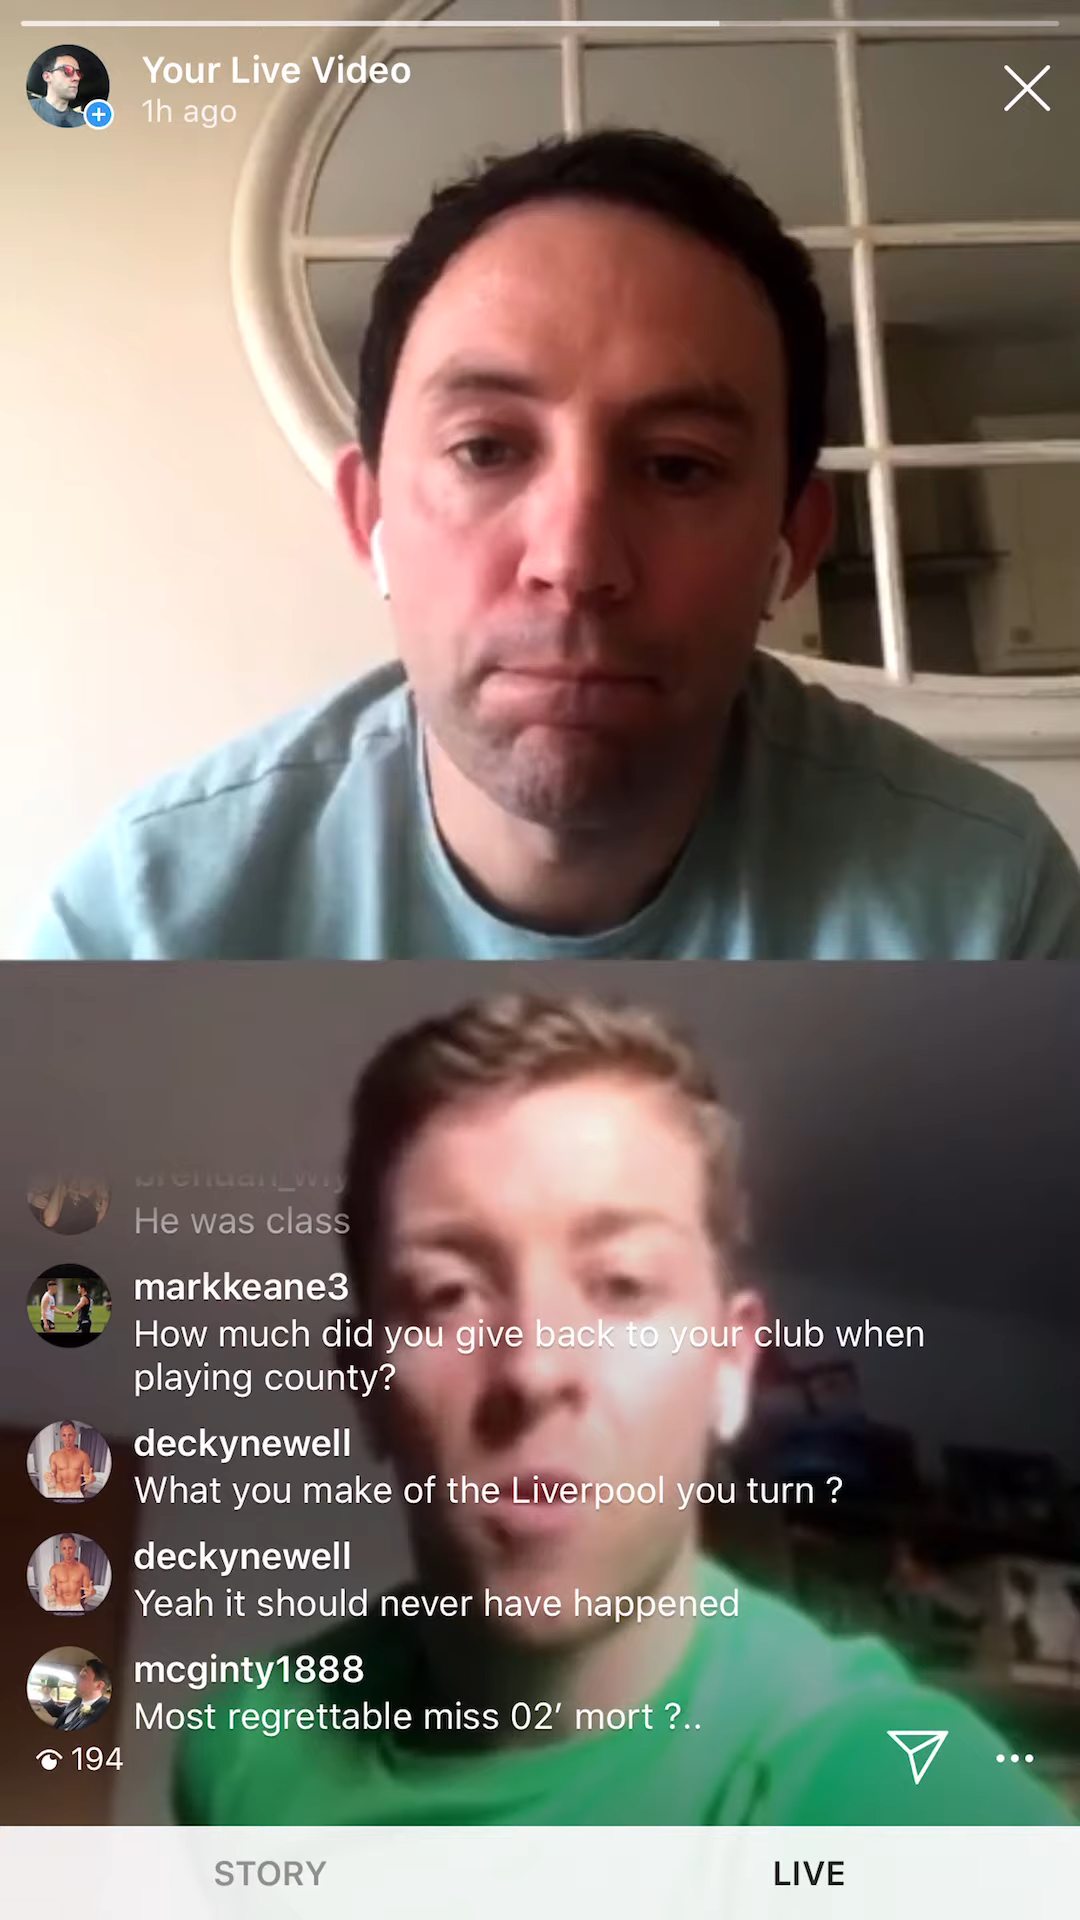 Your Live Video
1h ago
He was class
markkeane3
How much did you give back to your club when
playing county?
deckynewell
What you make of the Liverpool you turn ?
deckynewell
Yeah it should never have happened
mcginty1888
Most regrettable miss 02’ mort ?..
194
STORY
LIVE